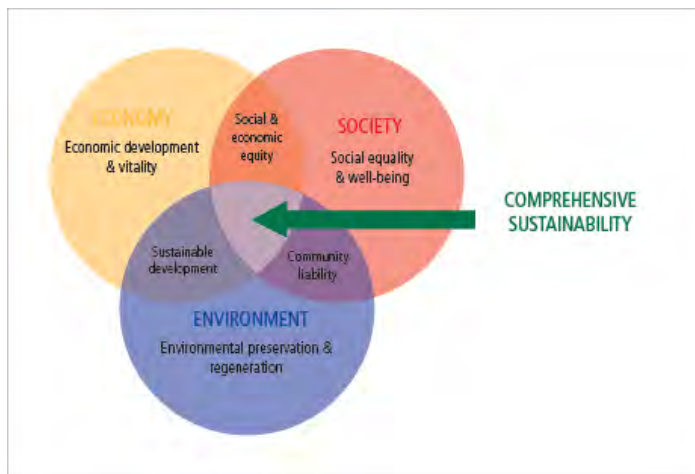 ECONOMY
Economic development
& vitality
Social &
economic
equity
SOCIETY
Social equality
& well-being
COMPREHENSIVE
SUSTAINABILITY
Sustainable
development
Community
liability
ENVIRONMENT
Environmental preservation &
regeneration